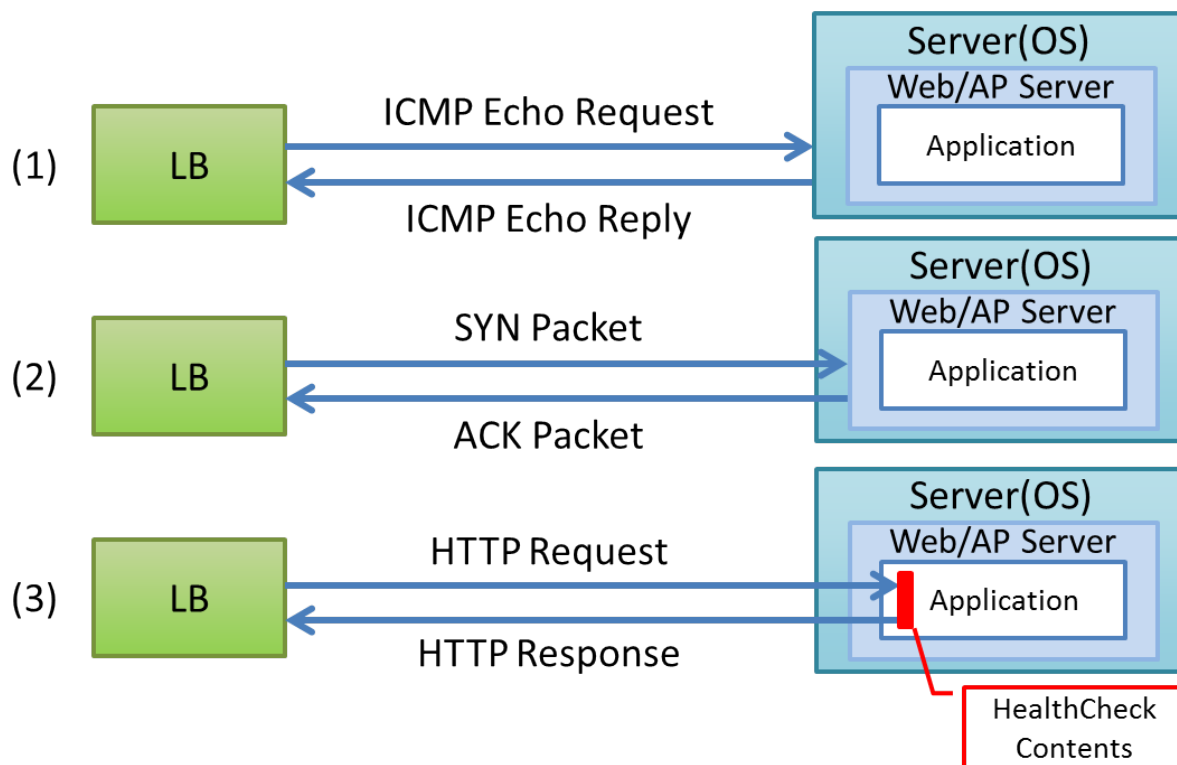 Server(OS)
Web/AP Server
Application
ICMP Echo Request
(1)
LB
ICMP Echo Reply
Server(OS)
Web/AP Server
Application
SYN Packet
(2)
LB
ACK Packet
Server(OS)
Web/AP Server
Application
HTTP Request
(3)
LB
HTTP Response
HealthCheck
Contents